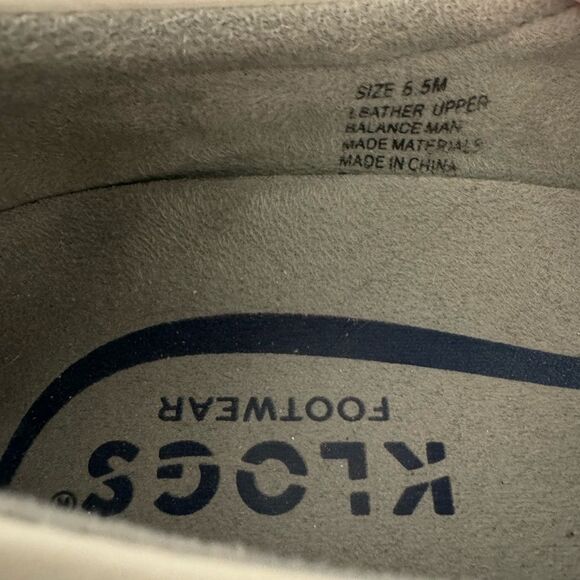 SIZE 6.5M
LEATHER UPPER
BALANCE MAN
MADE MATERIALS
MADE IN CHINA
KLOGS®
FOOTWEAR